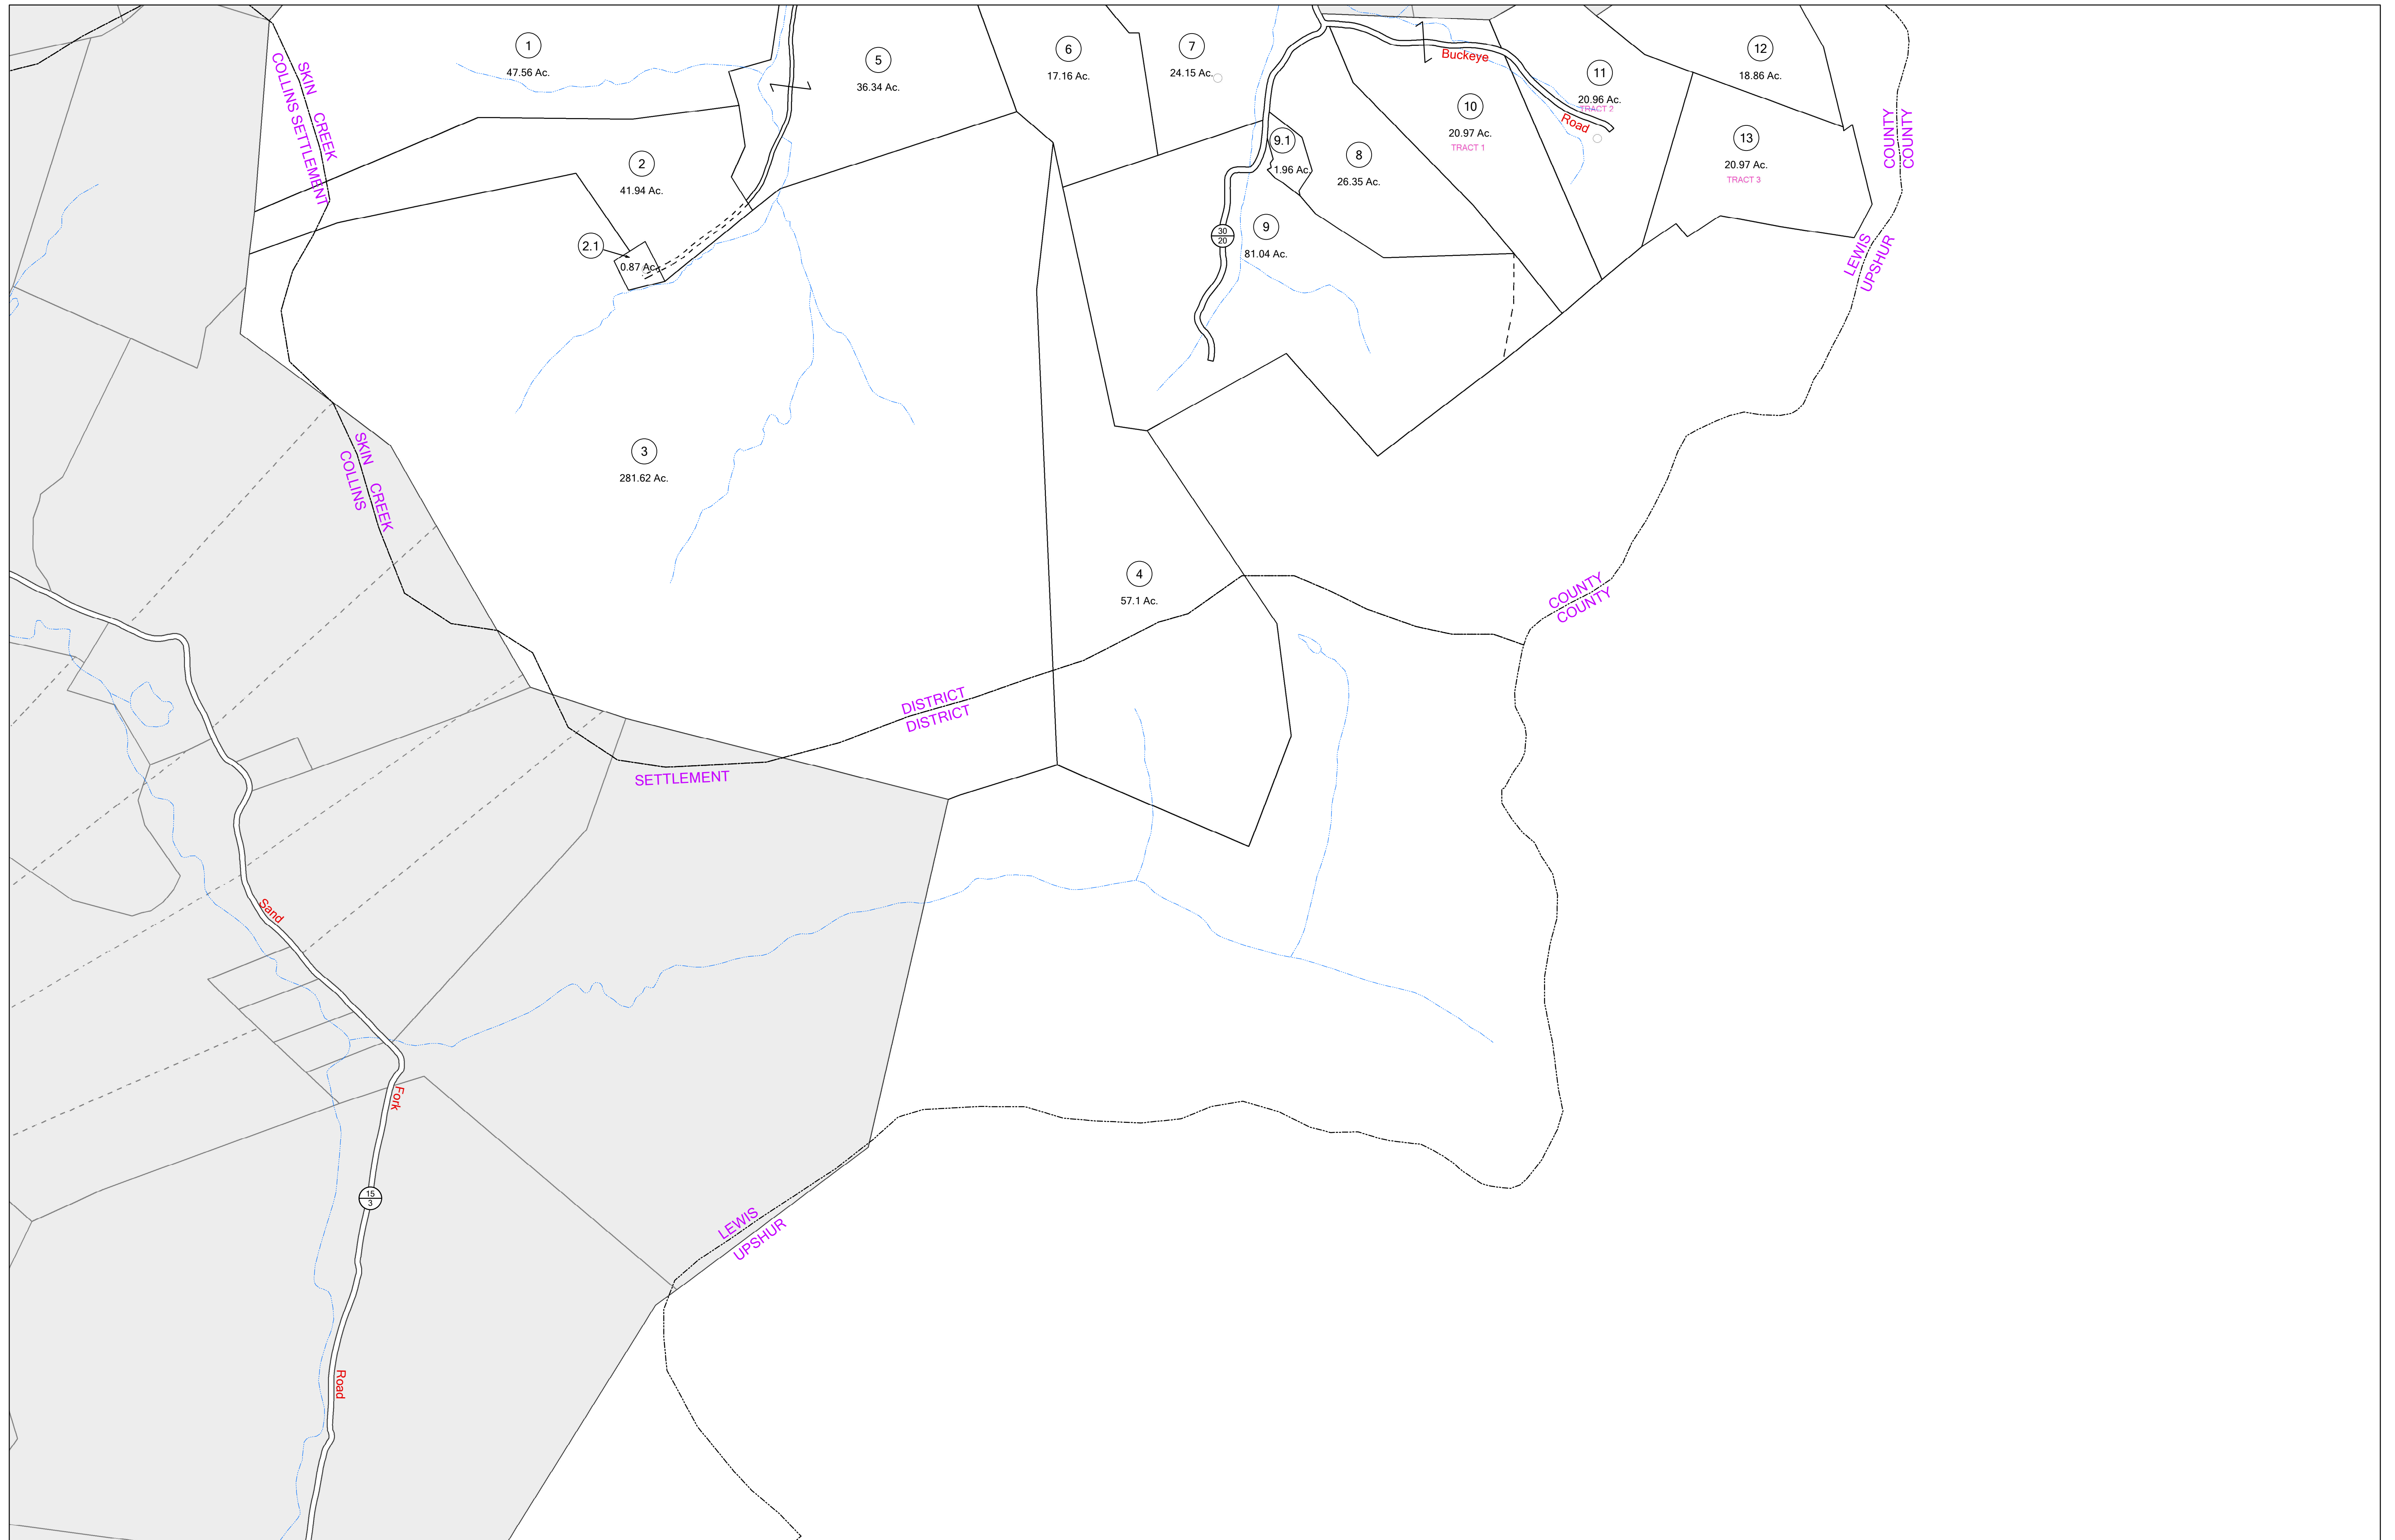 1
47.56 Ac.
5
36.34 Ac.
6
17.16 Ac.
7
24.15 Ac.
12
18.86 Ac.
Buckeye
Road
11
20.96 Ac.
TRACT 2
10
20.97 Ac.
TRACT 1
13
20.97 Ac.
TRACT 3
SKIN CREEK
COLLINS SETTLEMENT
COUNTY
COUNTY
2
41.94 Ac.
9.1
1.96 Ac.
8
26.35 Ac.
2.1
0.87 Ac.
30
20
9
81.04 Ac.
LEWIS
UPSHUR
SKIN CREEK
COLLINS
3
281.62 Ac.
4
57.1 Ac.
COUNTY
COUNTY
DISTRICT
DISTRICT
SETTLEMENT
Sand
Fork
15
3
LEWIS
UPSHUR
Road